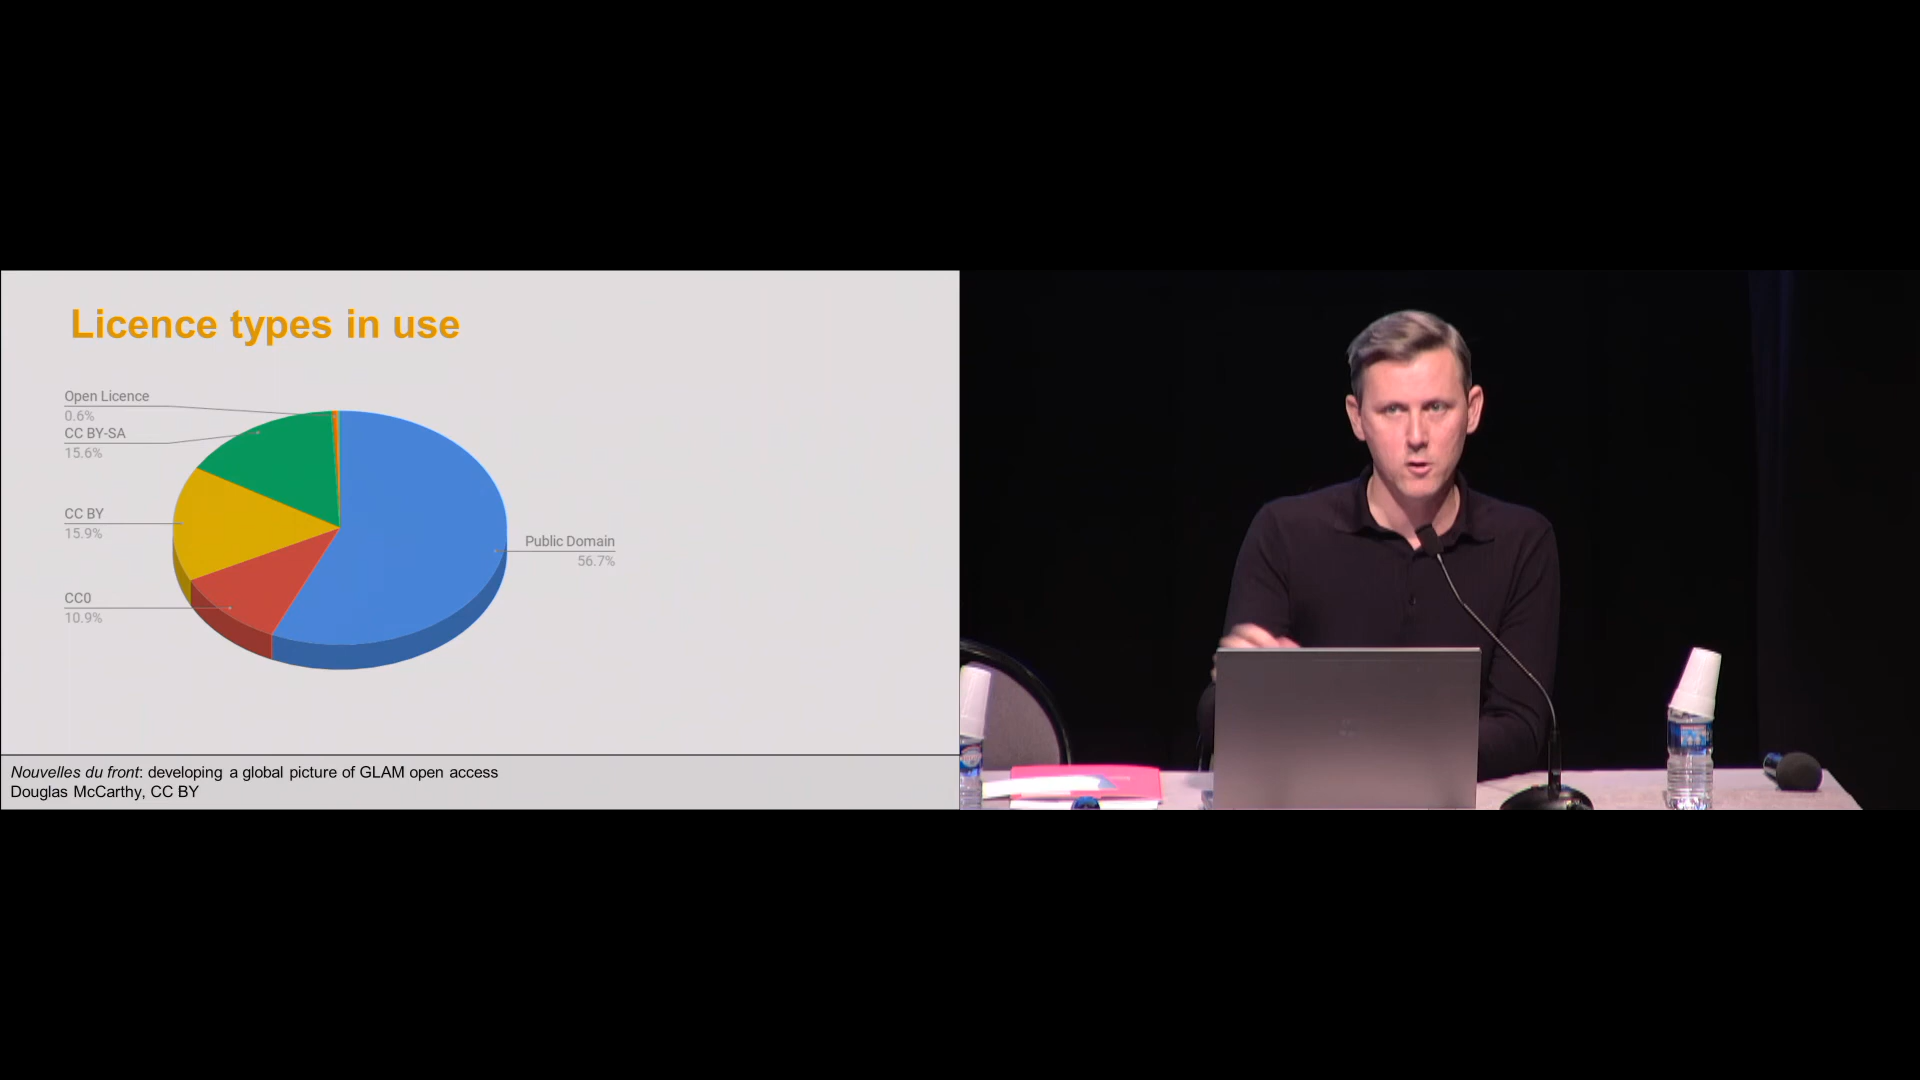 Licence types in use
Open Licence
0.6%
CC BY-SA
15.6%
CC BY
15.9%
CC0
10.9%
Public Domain
56.7%
Nouvelles du front: developing a global picture of GLAM open access
Douglas McCarthy, CC BY